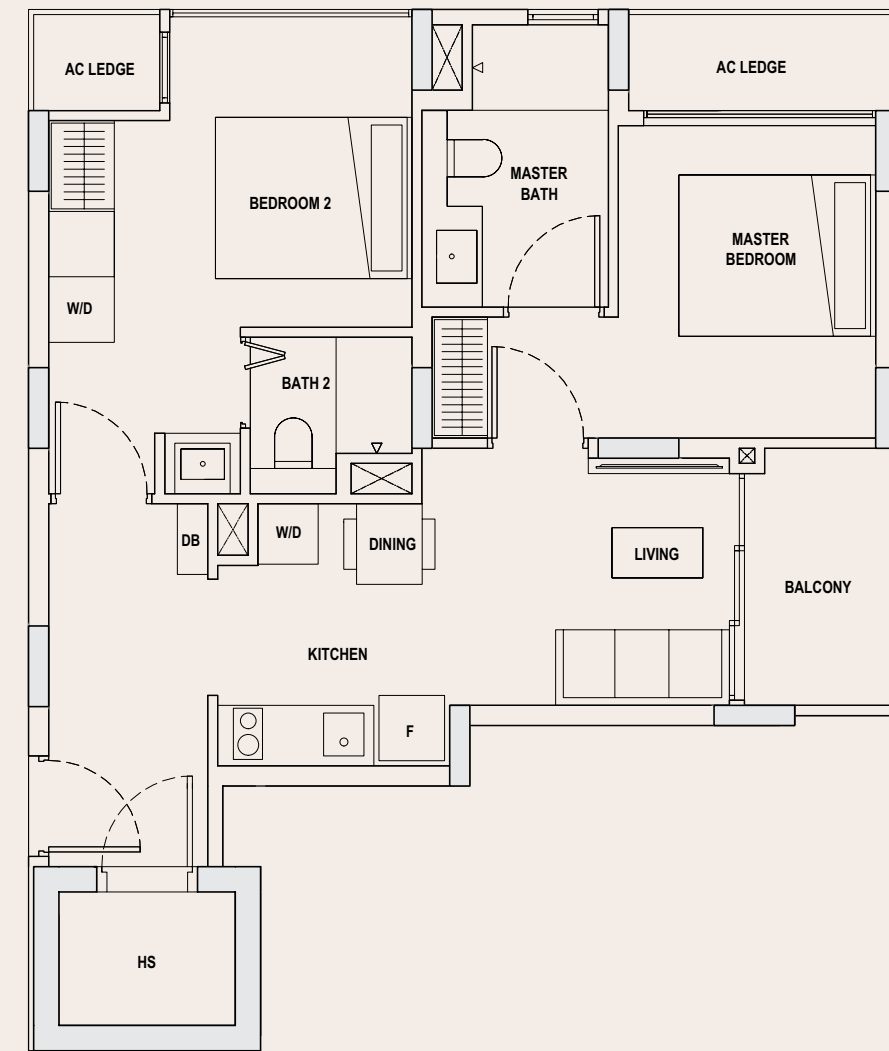 AC LEDGE
AC LEDGE
BEDROOM 2
MASTER
BATH
MASTER
BEDROOM
W/D
BATH 2
DB
W/D
DINING
LIVING
BALCONY
KITCHEN
F
HS